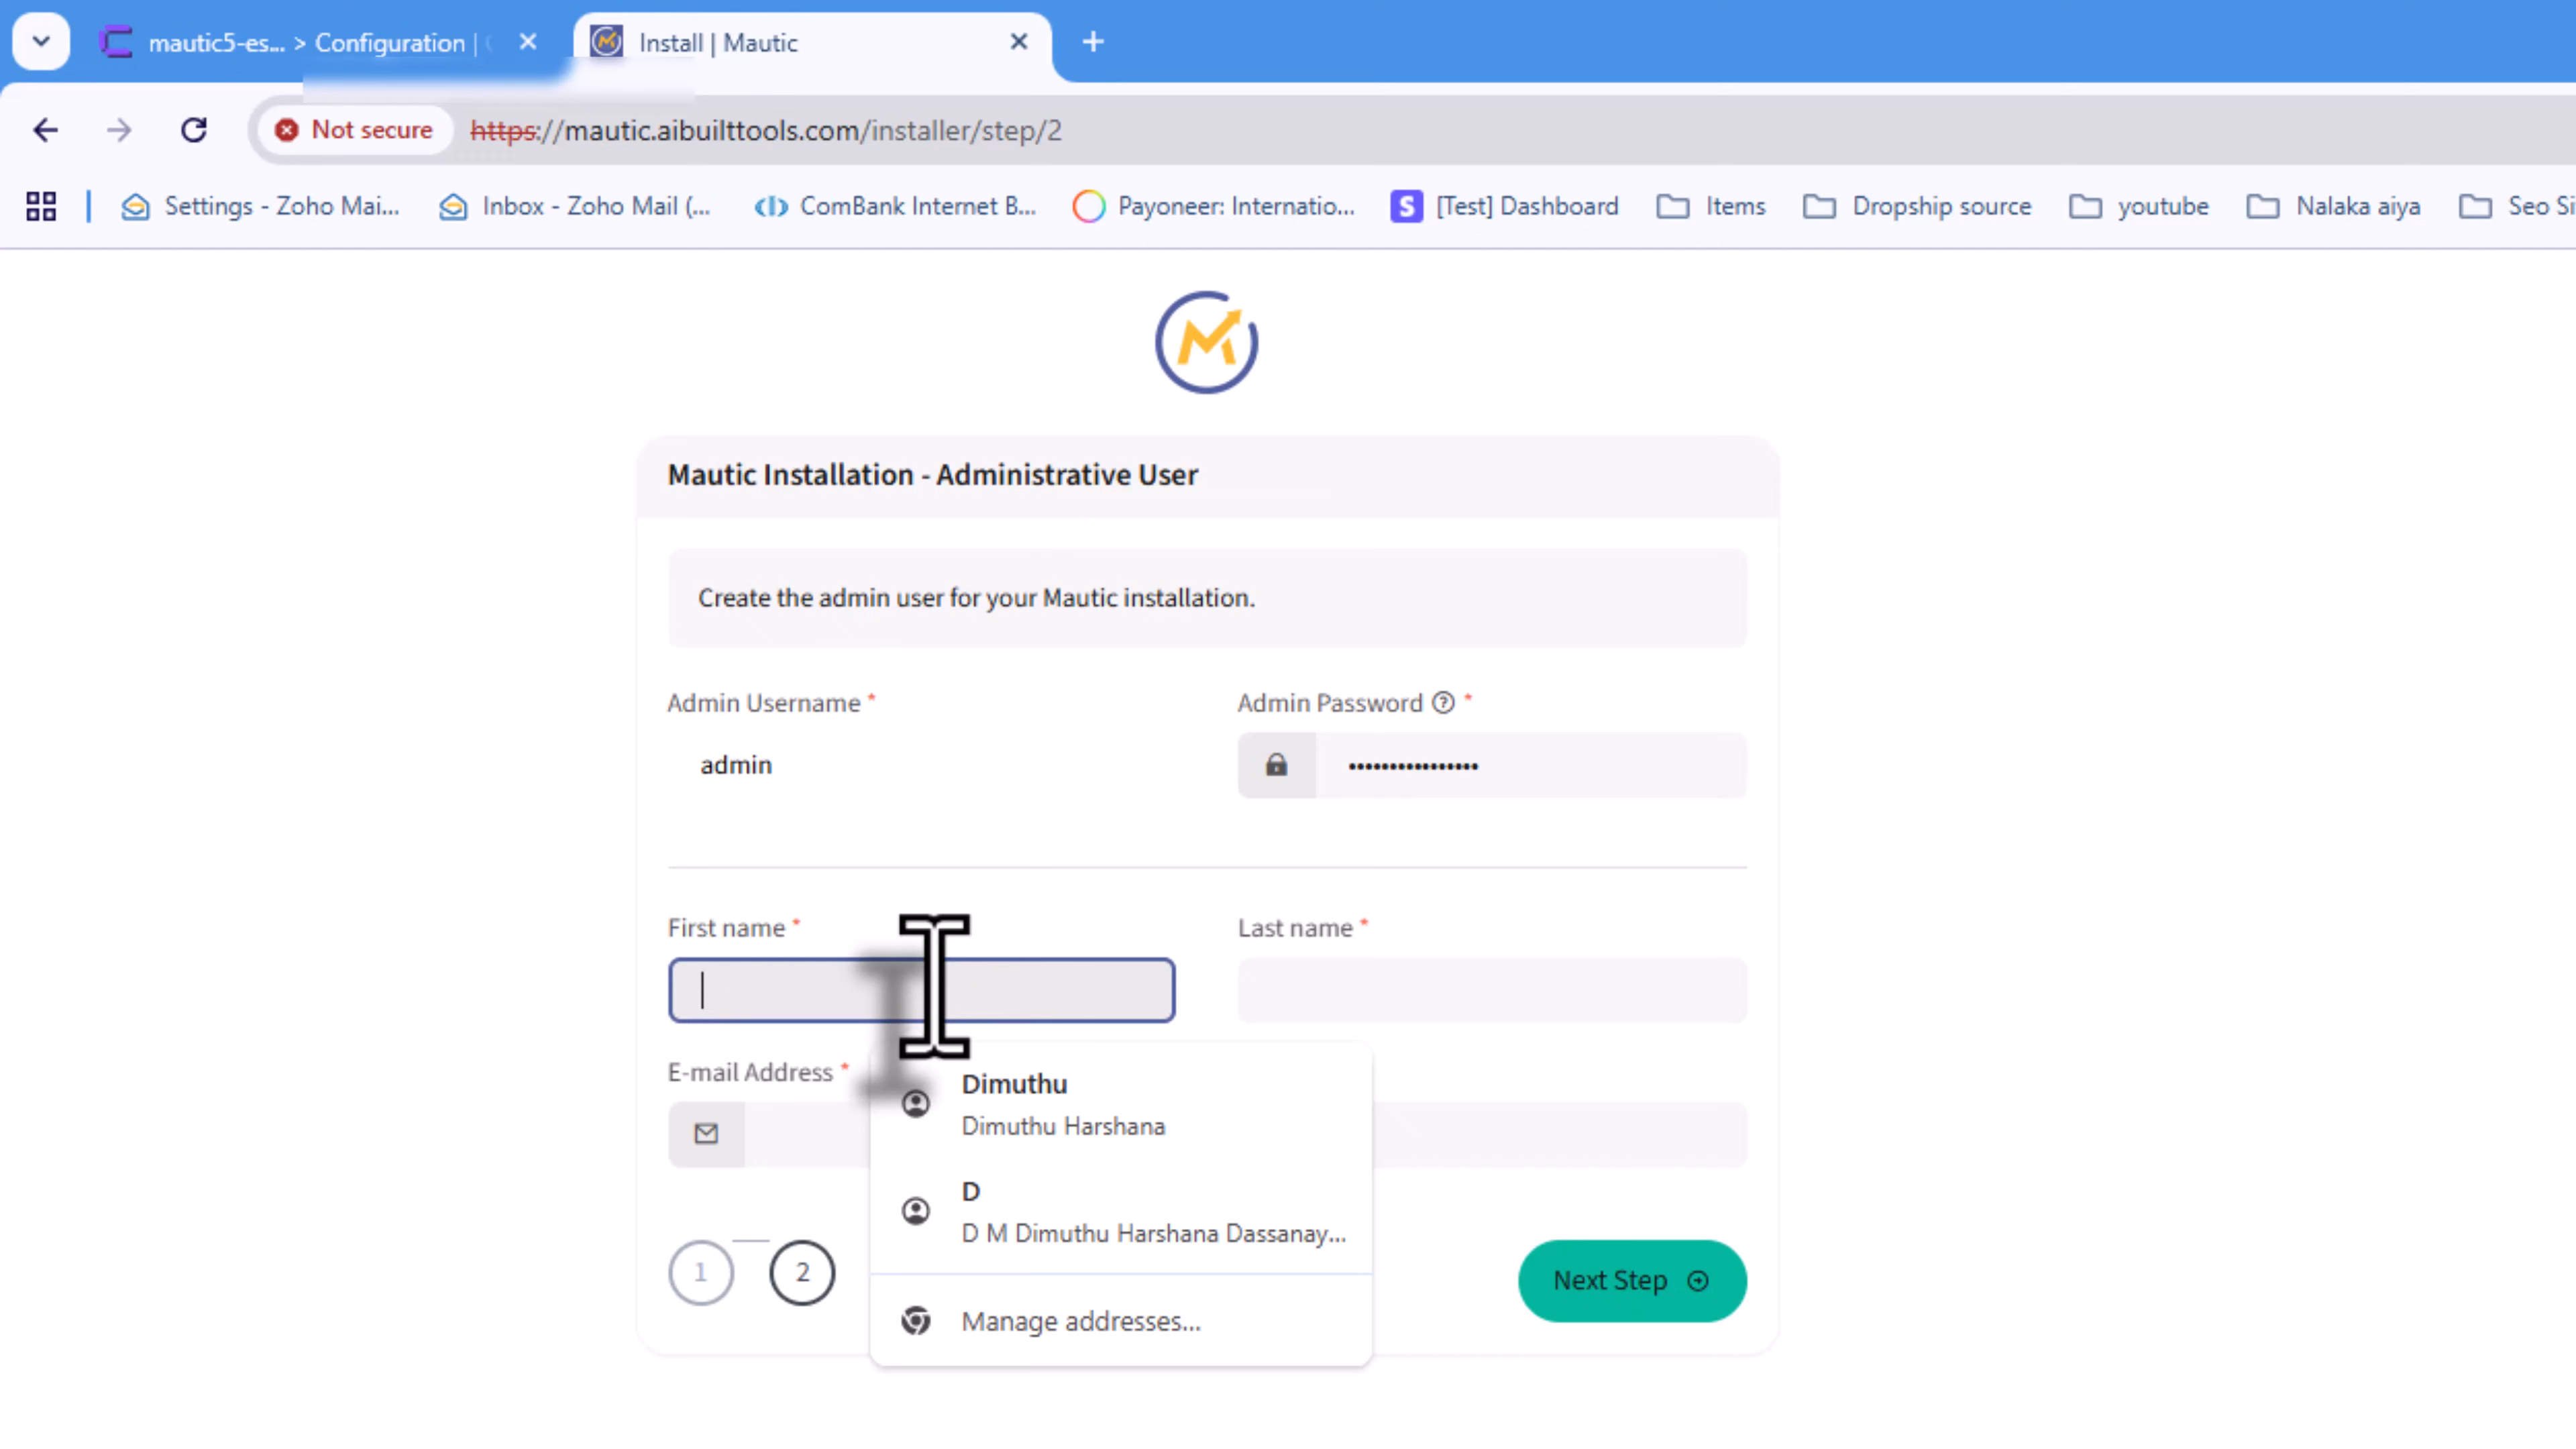 mautic5-es... > Configuration |
Install | Mautic
Not secure
https://mautic.aibuilttools.com/installer/step/2
Settings - Zoho Mai...
Inbox - Zoho Mail (...
ComBank Internet B...
Payoneer: Internatio...
[Test] Dashboard
Items
Dropship source
youtube
Nalaka aiya
Seo Si
Mautic Installation - Administrative User
Create the admin user for your Mautic installation.
Admin Username *
Admin Password *
admin
••••••••••••••••
First name *
Last name *
E-mail Address *
Dimuthu
Dimuthu Harshana
D
D M Dimuthu Harshana Dassanay...
1
2
Next Step
Manage addresses...